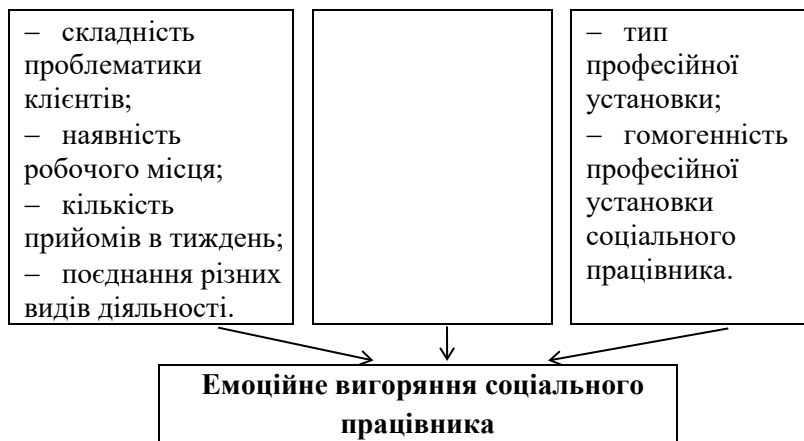 – складність
проблематики
клієнтів;
– наявність
робочого місця;
– кількість
прийомів в тиждень;
– поєднання різних
видів діяльності.
– тип
професійної
установки;
– гомогенність
професійної
установки
соціального
працівника.
Емоційне вигоряння соціального
працівника